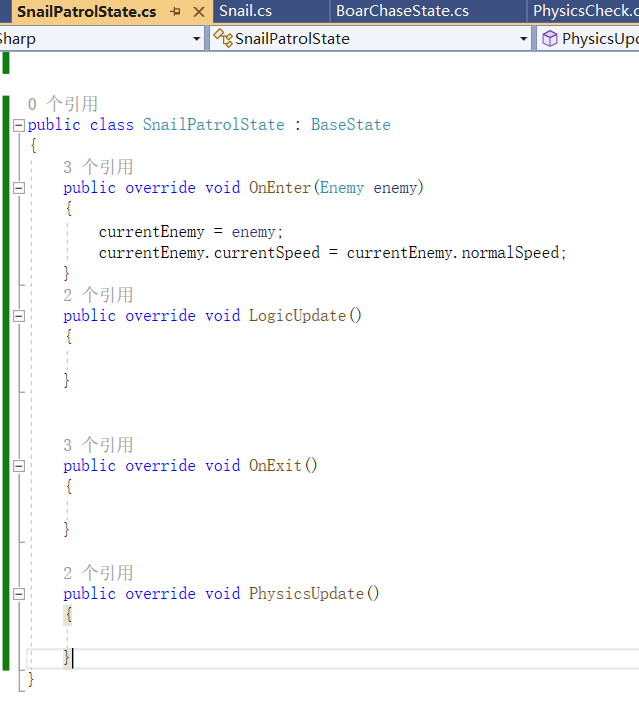 SnailPatrolState.cs Snail.cs BoarChaseState.cs PhysicsCheck.c
Sharp SnailPatrolState PhysicsUpd
0 个引用
public class SnailPatrolState : BaseState
{
3 个引用
public override void OnEnter(Enemy enemy)
{
currentEnemy = enemy;
currentEnemy.currentSpeed = currentEnemy.normalSpeed;
}
2 个引用
public override void LogicUpdate()
{
}
3 个引用
public override void OnExit()
{
}
2 个引用
public override void PhysicsUpdate()
{
}
}